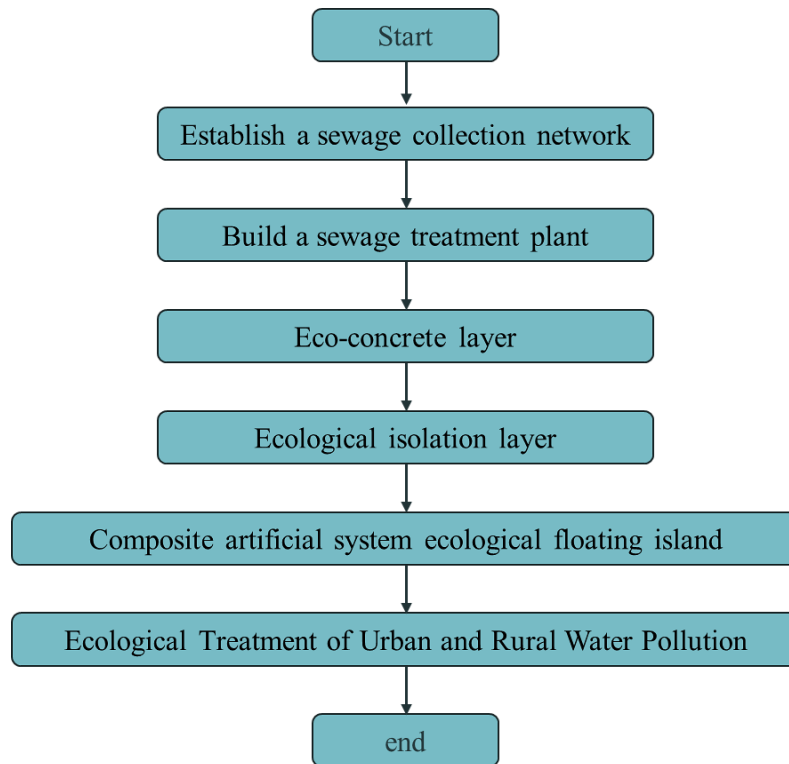 Start
Establish a sewage collection network
Build a sewage treatment plant
Eco-concrete layer
Ecological isolation layer
Composite artificial system ecological floating island
Ecological Treatment of Urban and Rural Water Pollution
end